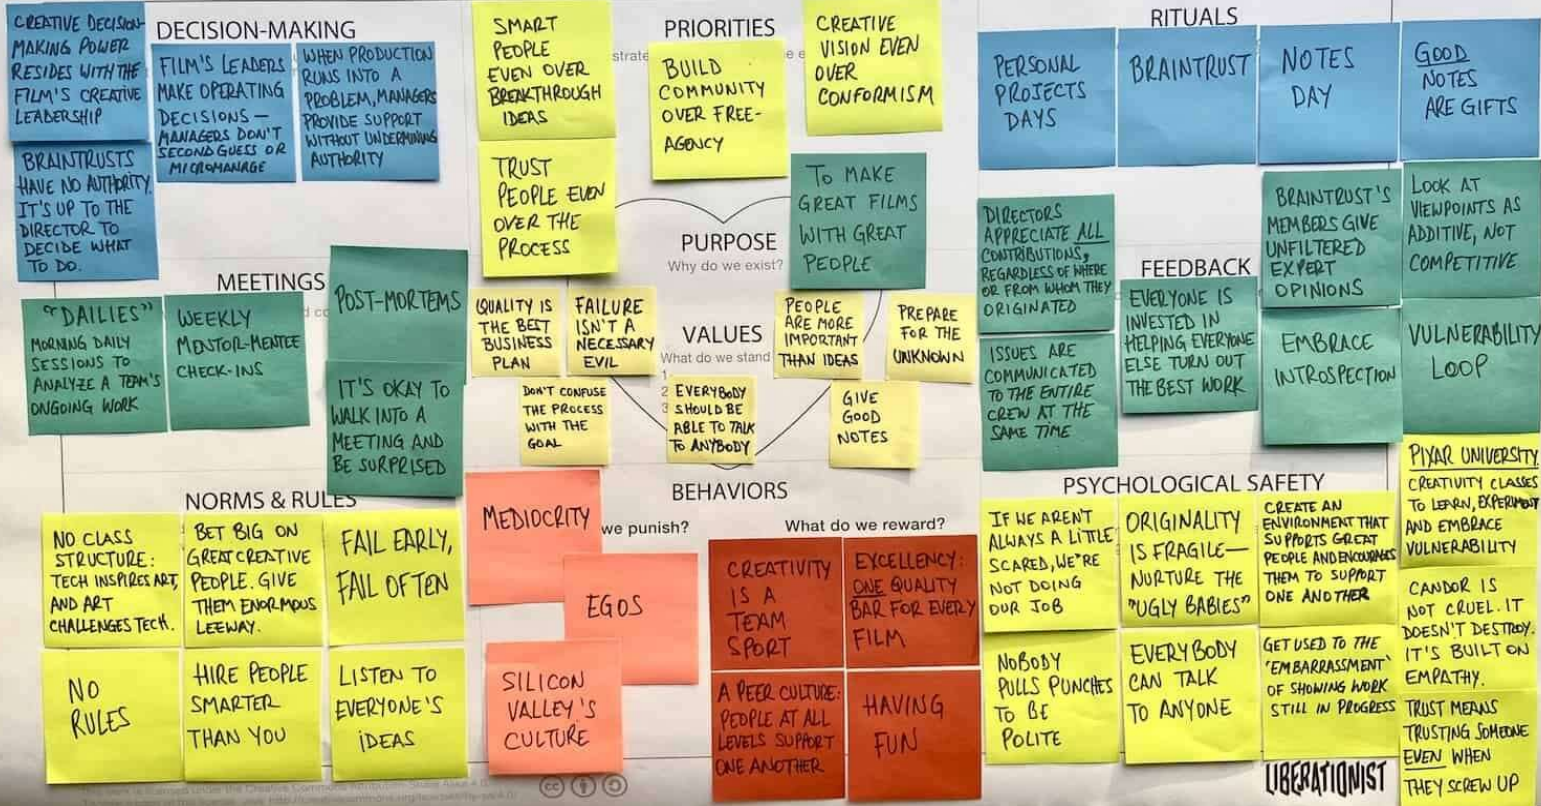 CREATIVE DECISION-
MAKING POWER
RESIDES WITH THE
FILM'S CREATIVE
LEADERSHIP
DECISION-MAKING
FILM'S LEADERS
MAKE OPERATING
DECISIONS —
MANAGERS DON'T
SECOND GUESS OR
MICROMANAGE
WHEN PRODUCTION
RUNS INTO A
PROBLEM, MANAGERS
PROVIDE SUPPORT
WITHOUT UNDERMINING
AUTHORITY
BRAINTRUSTS
HAVE NO AUTHORITY.
IT'S UP TO THE
DIRECTOR TO
DECIDE WHAT
TO DO.
SMART
PEOPLE
EVEN OVER
BREAKTHROUGH
IDEAS
PRIORITIES
BUILD
COMMUNITY
OVER FREE-
AGENCY
CREATIVE
VISION EVEN
OVER
CONFORMISM
TRUST
PEOPLE EVEN
OVER THE
PROCESS
RITUALS
PERSONAL
PROJECTS
DAYS
BRAINTRUST
NOTES
DAY
GOOD
NOTES
ARE GIFTS
MEETINGS
"DAILIES"
MORNING DAILY
SESSIONS TO
ANALYZE A TEAM'S
ONGOING WORK
WEEKLY
MENTOR-MENTEE
CHECK-INS
POST-MORTEMS
IT'S OKAY TO
WALK INTO A
MEETING AND
BE SURPRISED
PURPOSE
Why do we exist?
TO MAKE
GREAT FILMS
WITH GREAT
PEOPLE
QUALITY IS
THE BEST
BUSINESS
PLAN
FAILURE
ISN'T A
NECESSARY
EVIL
VALUES
What do we stand
1.
2
3
PEOPLE
ARE MORE
IMPORTANT
THAN IDEAS
PREPARE
FOR THE
UNKNOWN
DON'T CONFUSE
THE PROCESS
WITH THE
GOAL
EVERYBODY
SHOULD BE
ABLE TO TALK
TO ANYBODY
GIVE
GOOD
NOTES
FEEDBACK
DIRECTORS
APPRECIATE ALL
CONTRIBUTIONS,
REGARDLESS OF WHERE
OR FROM WHOM THEY
ORIGINATED
ISSUES ARE
COMMUNICATED
TO THE ENTIRE
CREW AT THE
SAME TIME
EVERYONE IS
INVESTED IN
HELPING EVERYONE
ELSE TURN OUT
THE BEST WORK
BRAINTRUST'S
MEMBERS GIVE
UNFILTERED
EXPERT
OPINIONS
EMBRACE
INTROSPECTION
LOOK AT
VIEWPOINTS AS
ADDITIVE, NOT
COMPETITIVE
VULNERABILITY
LOOP
NORMS & RULES
NO CLASS
STRUCTURE:
TECH INSPIRES ART,
AND ART
CHALLENGES TECH.
BET BIG ON
GREAT CREATIVE
PEOPLE. GIVE
THEM ENORMOUS
LEEWAY.
FAIL EARLY,
FAIL OFTEN
NO
RULES
HIRE PEOPLE
SMARTER
THAN YOU
LISTEN TO
EVERYONE'S
IDEAS
BEHAVIORS
we punish?
What do we reward?
MEDIOCRITY
EGOS
SILICON
VALLEY'S
CULTURE
CREATIVITY
IS A
TEAM
SPORT
EXCELLENCY:
ONE QUALITY
BAR FOR EVERY
FILM
A PEER CULTURE:
PEOPLE AT ALL
LEVELS SUPPORT
ONE ANOTHER
HAVING
FUN
PSYCHOLOGICAL SAFETY
IF WE AREN'T
ALWAYS A LITTLE
SCARED, WE'RE
NOT DOING
OUR JOB
ORIGINALITY
IS FRAGILE—
NURTURE THE
"UGLY BABIES"
CREATE AN
ENVIRONMENT THAT
SUPPORTS GREAT
PEOPLE AND ENCOURAGES
THEM TO SUPPORT
ONE ANOTHER
PIXAR UNIVERSITY
CREATIVITY CLASSES
TO LEARN, EXPERIMENT
AND EMBRACE
VULNERABILITY
NOBODY
PULLS PUNCHES
TO BE
POLITE
EVERYBODY
CAN TALK
TO ANYONE
GET USED TO THE
'EMBARRASSMENT'
OF SHOWING WORK
STILL IN PROGRESS
CANDOR IS
NOT CRUEL. IT
DOESN'T DESTROY.
IT'S BUILT ON
EMPATHY.
TRUST MEANS
TRUSTING SOMEONE
EVEN WHEN
THEY SCREW UP
LIBERATIONIST